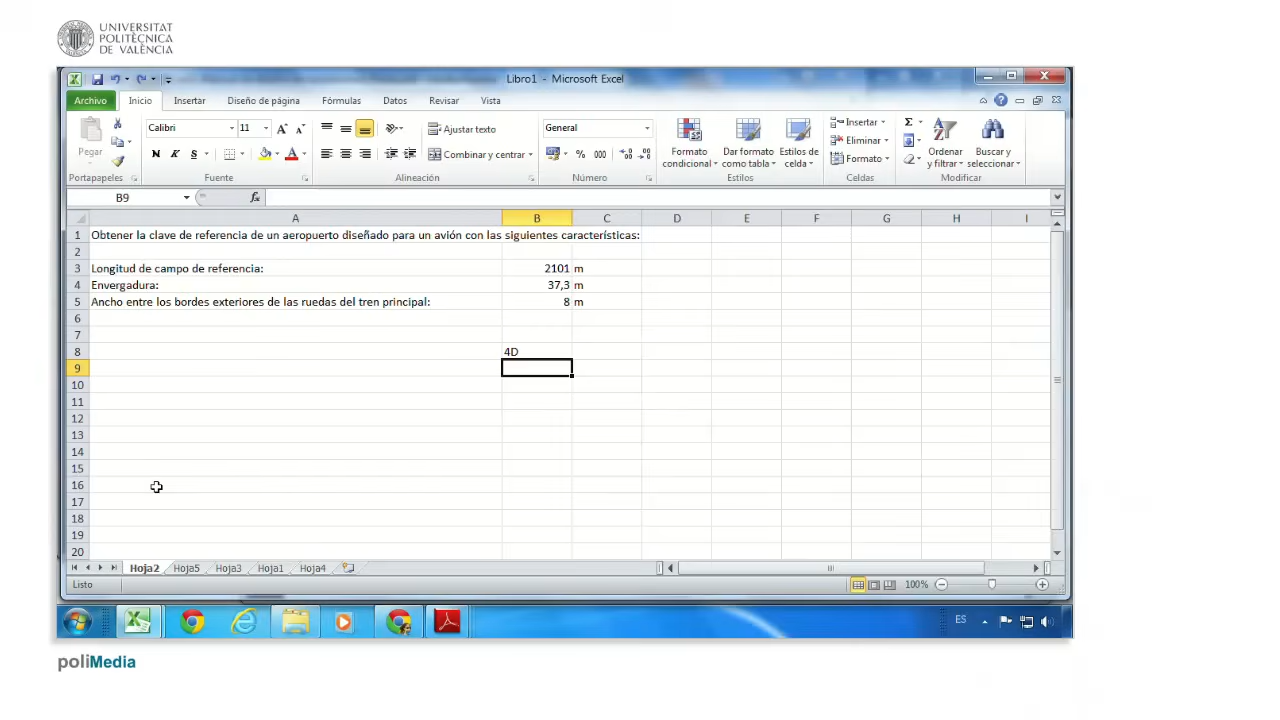 UNIVERSITAT
POLITÈCNICA
DE VALÈNCIA
Libro1 - Microsoft Excel
Archivo Inicio Insertar Diseño de página Fórmulas Datos Revisar Vista
Pegar
Calibri 11
N K S
Ajustar texto
Combinar y centrar
General
% 000
Formato condicional
Dar formato como tabla
Estilos de celda
Insertar
Eliminar
Formato
Σ
Ordenar y filtrar
Buscar y seleccionar
Portapapeles Fuente Alineación Número Estilos Celdas Modificar
B9 fx
A B C D E F G H I
1 Obtener la clave de referencia de un aeropuerto diseñado para un avión con las siguientes características:
2
3 Longitud de campo de referencia: 2101 m
4 Envergadura: 37,3 m
5 Ancho entre los bordes exteriores de las ruedas del tren principal: 8 m
6
7
8 4D
9
10
11
12
13
14
15
16
17
18
19
20
Hoja2 Hoja5 Hoja3 Hoja1 Hoja4
Listo 100%
ES
poliMedia